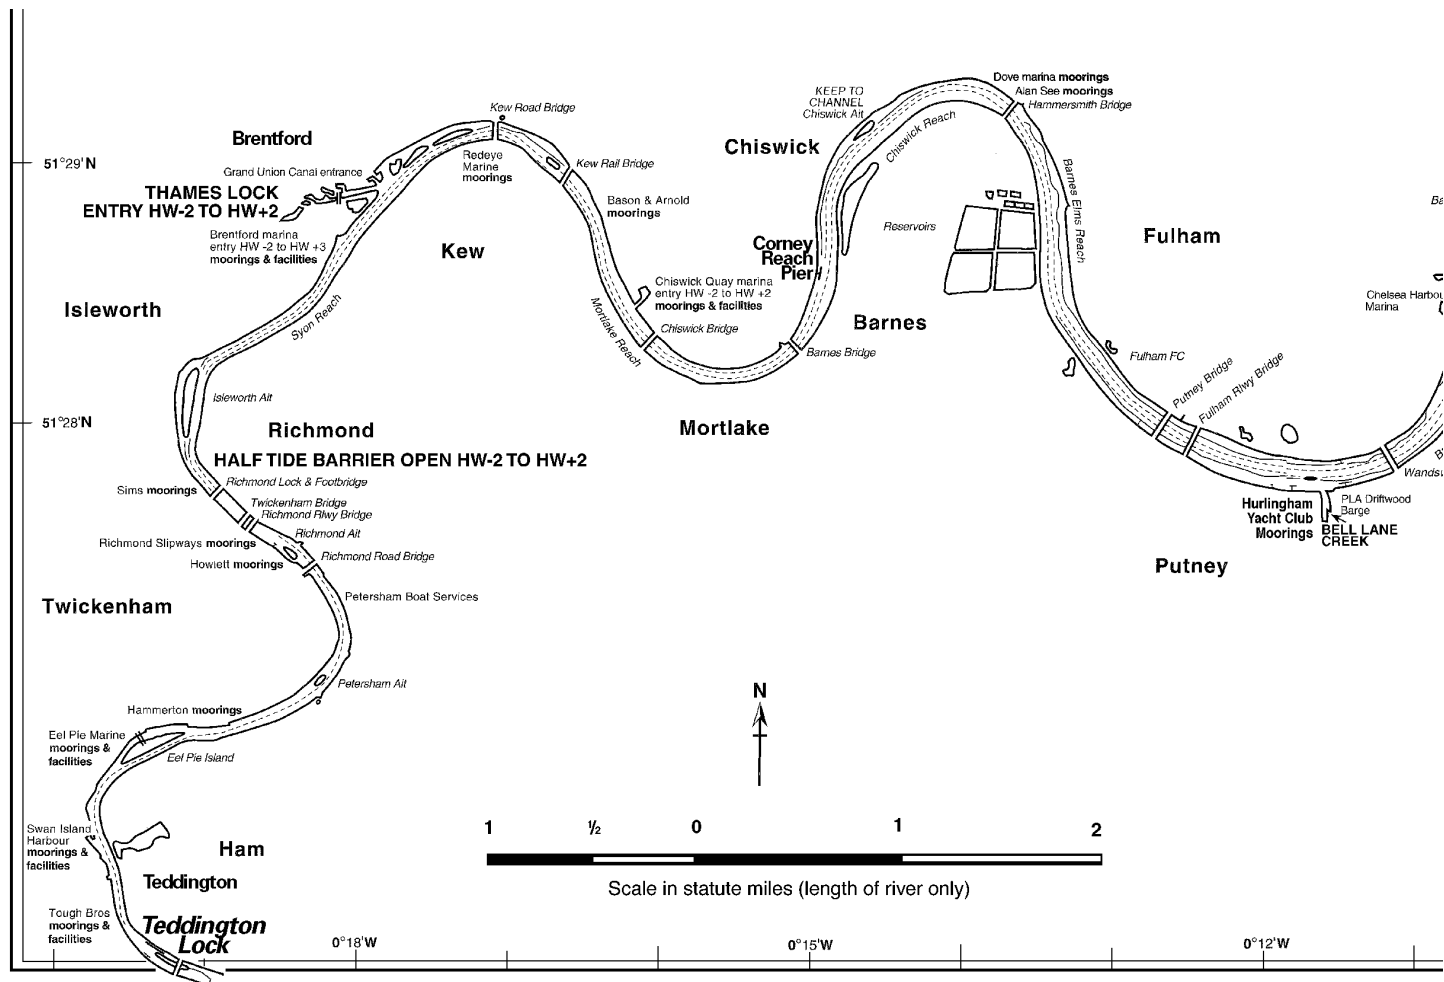 Dove marina moorings
Alan See moorings
Hammersmith Bridge
KEEP TO
CHANNEL
Chiswick Ait
Kew Road Bridge
Chiswick Reach
Brentford
Chiswick
51°29'N
Redeye
Marine
moorings
Kew Rail Bridge
Grand Union Canal entrance
THAMES LOCK
ENTRY HW-2 TO HW+2
Bason & Arnold
moorings
Barnes Elms Reach
Reservoirs
Fulham
Brentford marina
entry HW -2 to HW +3
moorings & facilities
Kew
Corney
Reach
Pier
Chiswick Quay marina
entry HW -2 to HW +2
moorings & facilities
Chelsea Harbou
Marina
Isleworth
Syon Reach
Mortlake Reach
Chiswick Bridge
Barnes
Barnes Bridge
Fulham FC
Putney Bridge
Fulham Rlwy Bridge
Isleworth Ait
51°28'N
Richmond
Mortlake
HALF TIDE BARRIER OPEN HW-2 TO HW+2
Richmond Lock & Footbridge
Wandsw
Sims moorings
Twickenham Bridge
Richmond Rlwy Bridge
Hurlingham
Yacht Club
Moorings
PLA Driftwood
Barge
BELL LANE
CREEK
Richmond Ait
Richmond Slipways moorings
Richmond Road Bridge
Howlett moorings
Putney
Petersham Boat Services
Twickenham
Petersham Ait
N
Hammerton moorings
Eel Pie Marine
moorings &
facilities
Eel Pie Island
Swan Island
Harbour
moorings &
facilities
1 ½ 0 1 2
Ham
Teddington
Scale in statute miles (length of river only)
Tough Bros
moorings &
facilities
Teddington
Lock
0°18'W
0°15'W
0°12'W